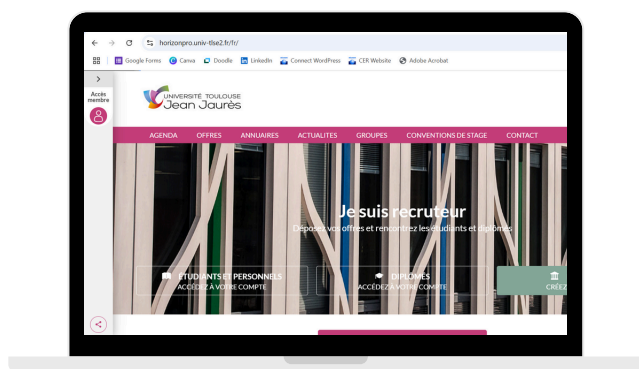 horizonpro.univ-tlse2.fr/fr/
Google Forms Canva Doodle LinkedIn Connect WordPress CER Website Adobe Acrobat
Accès
membre
UNIVERSITÉ TOULOUSE
Jean Jaurès
AGENDA OFFRES ANNUAIRES ACTUALITES GROUPES CONVENTIONS DE STAGE CONTACT
Je suis recruteur
Déposez vos offres et rencontrez les étudiants et diplômés
ÉTUDIANTS ET PERSONNELS
ACCÉDEZ À VOTRE COMPTE
DIPLÔMÉS
ACCÉDEZ À VOTRE COMPTE
CRÉEZ